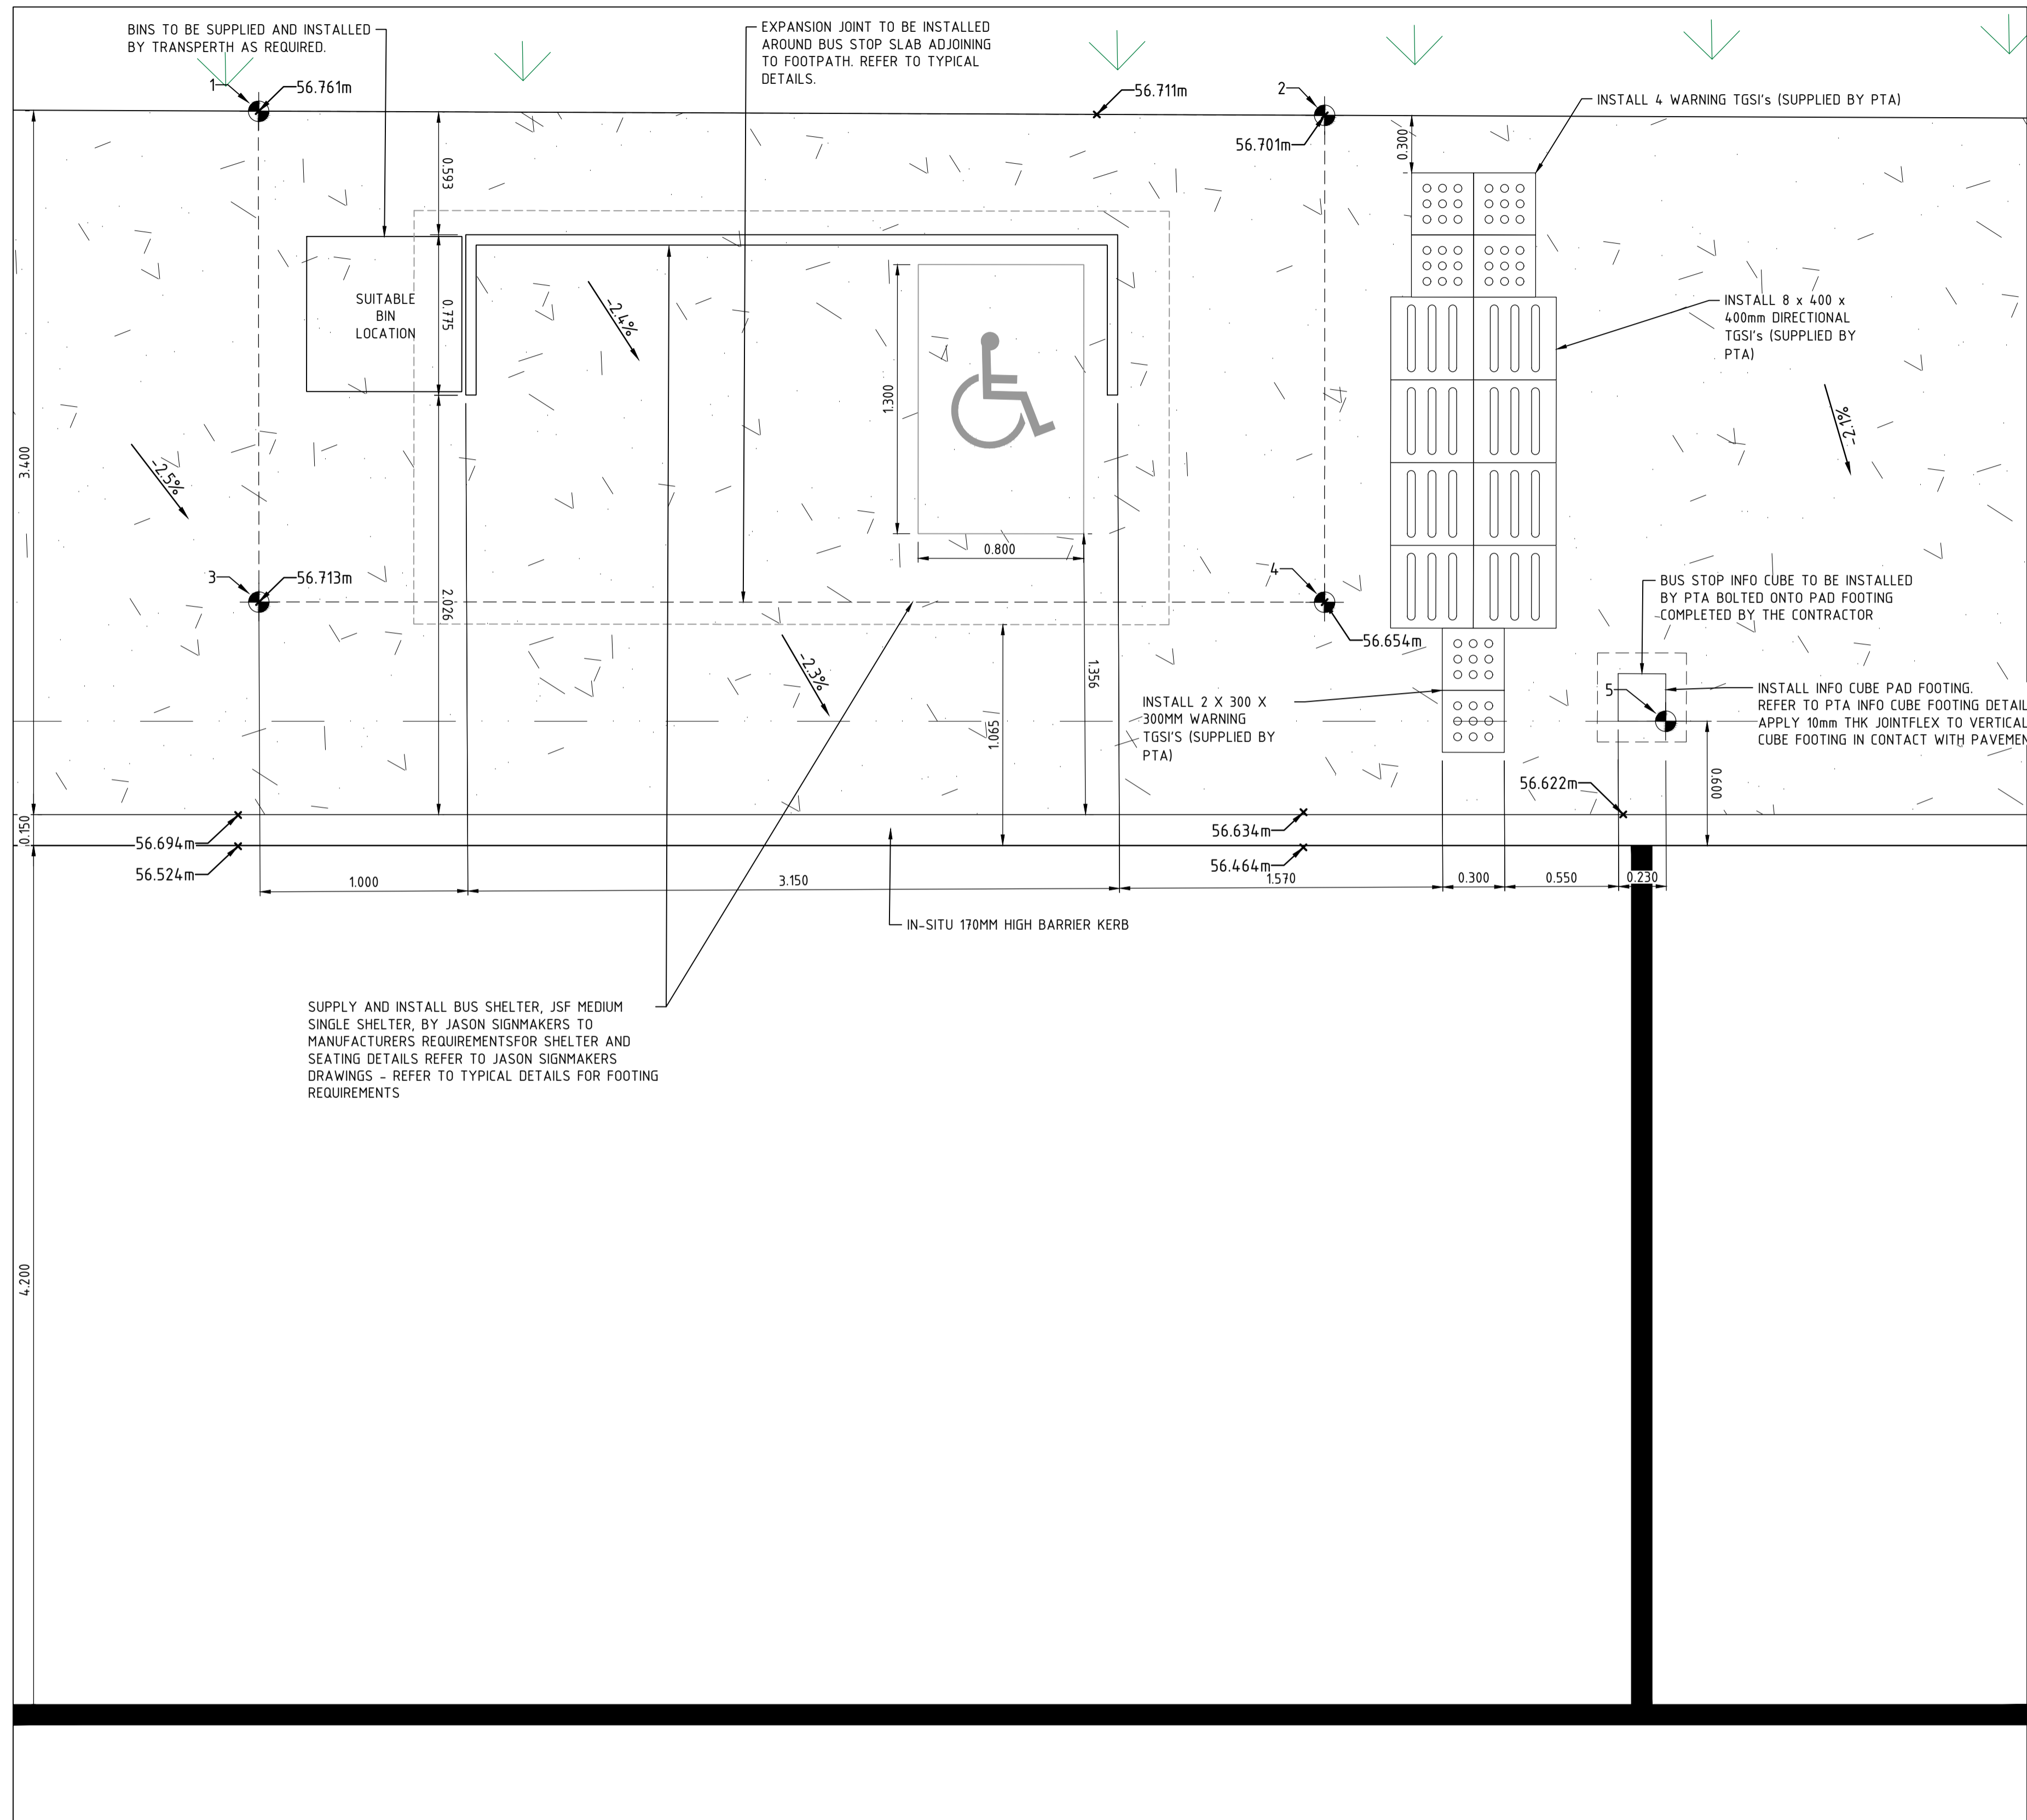 BINS TO BE SUPPLIED AND INSTALLED
BY TRANSPERTH AS REQUIRED.
EXPANSION JOINT TO BE INSTALLED
AROUND BUS STOP SLAB ADJOINING
TO FOOTPATH. REFER TO TYPICAL
DETAILS.
1
56.761m
56.711m
2
56.701m
INSTALL 4 WARNING TGSI's (SUPPLIED BY PTA)
0.300
0.593
SUITABLE
BIN
LOCATION
0.775
-2.4%
INSTALL 8 x 400 x
400mm DIRECTIONAL
TGSI's (SUPPLIED BY
PTA)
1.300
-2.1%
3.400
-2.5%
0.800
3
56.713m
2.026
4
56.654m
BUS STOP INFO CUBE TO BE INSTALLED
BY PTA BOLTED ONTO PAD FOOTING
COMPLETED BY THE CONTRACTOR
-2.3%
1.356
1.065
INSTALL 2 X 300 X
300MM WARNING
TGSI'S (SUPPLIED BY
PTA)
5
INSTALL INFO CUBE PAD FOOTING.
REFER TO PTA INFO CUBE FOOTING DETAIL
APPLY 10mm THK JOINTFLEX TO VERTICAL
CUBE FOOTING IN CONTACT WITH PAVEMEN
0.600
56.622m
0.150
56.694m
56.634m
56.524m
56.464m
1.000
3.150
1.570
0.300
0.550
0.230
IN-SITU 170MM HIGH BARRIER KERB
SUPPLY AND INSTALL BUS SHELTER, JSF MEDIUM
SINGLE SHELTER, BY JASON SIGNMAKERS TO
MANUFACTURERS REQUIREMENTSFOR SHELTER AND
SEATING DETAILS REFER TO JASON SIGNMAKERS
DRAWINGS - REFER TO TYPICAL DETAILS FOR FOOTING
REQUIREMENTS
4.200